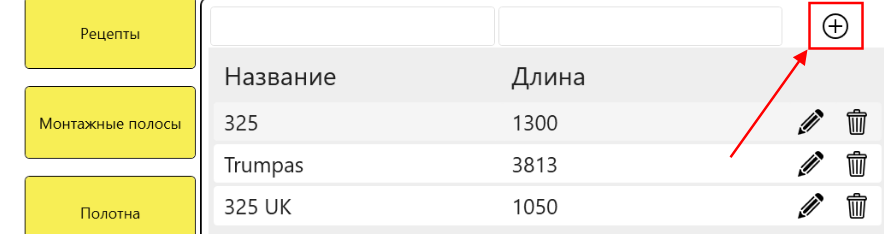 Рецепты
Монтажные полосы
Полотна
Название Длина
325 1300
Trumpas 3813
325 UK 1050